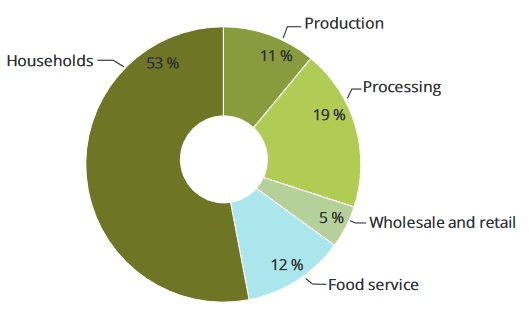 Production
Households
53 %
11 %
Processing
19 %
5 %
Wholesale and retail
12 %
Food service